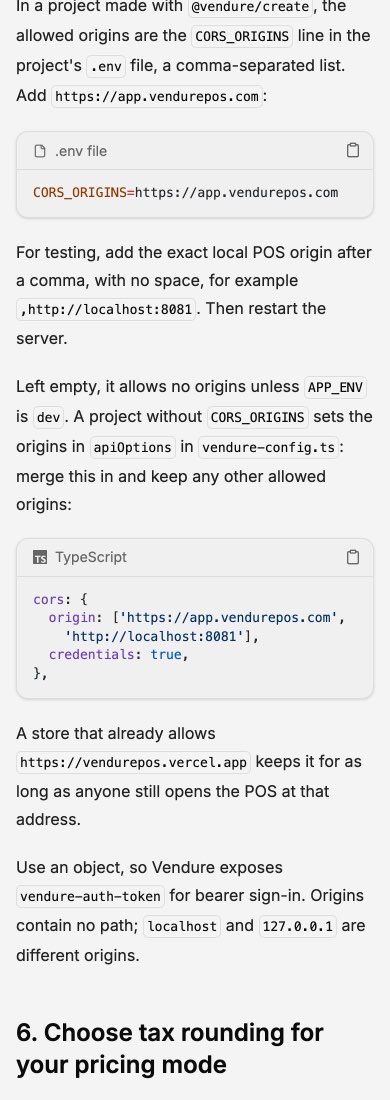 In a project made with @vendure/create, the
allowed origins are the CORS_ORIGINS line in the
project's .env file, a comma-separated list.
Add https://app.vendurepos.com:
.env file
CORS_ORIGINS=https://app.vendurepos.com
For testing, add the exact local POS origin after
a comma, with no space, for example
,http://localhost:8081. Then restart the
server.
Left empty, it allows no origins unless APP_ENV
is dev. A project without CORS_ORIGINS sets the
origins in apiOptions in vendure-config.ts:
merge this in and keep any other allowed
origins:
TS TypeScript
cors: {
  origin: ['https://app.vendurepos.com',
    'http://localhost:8081'],
  credentials: true,
},
A store that already allows
https://vendurepos.vercel.app keeps it for as
long as anyone still opens the POS at that
address.
Use an object, so Vendure exposes
vendure-auth-token for bearer sign-in. Origins
contain no path; localhost and 127.0.0.1 are
different origins.
6. Choose tax rounding for
your pricing mode